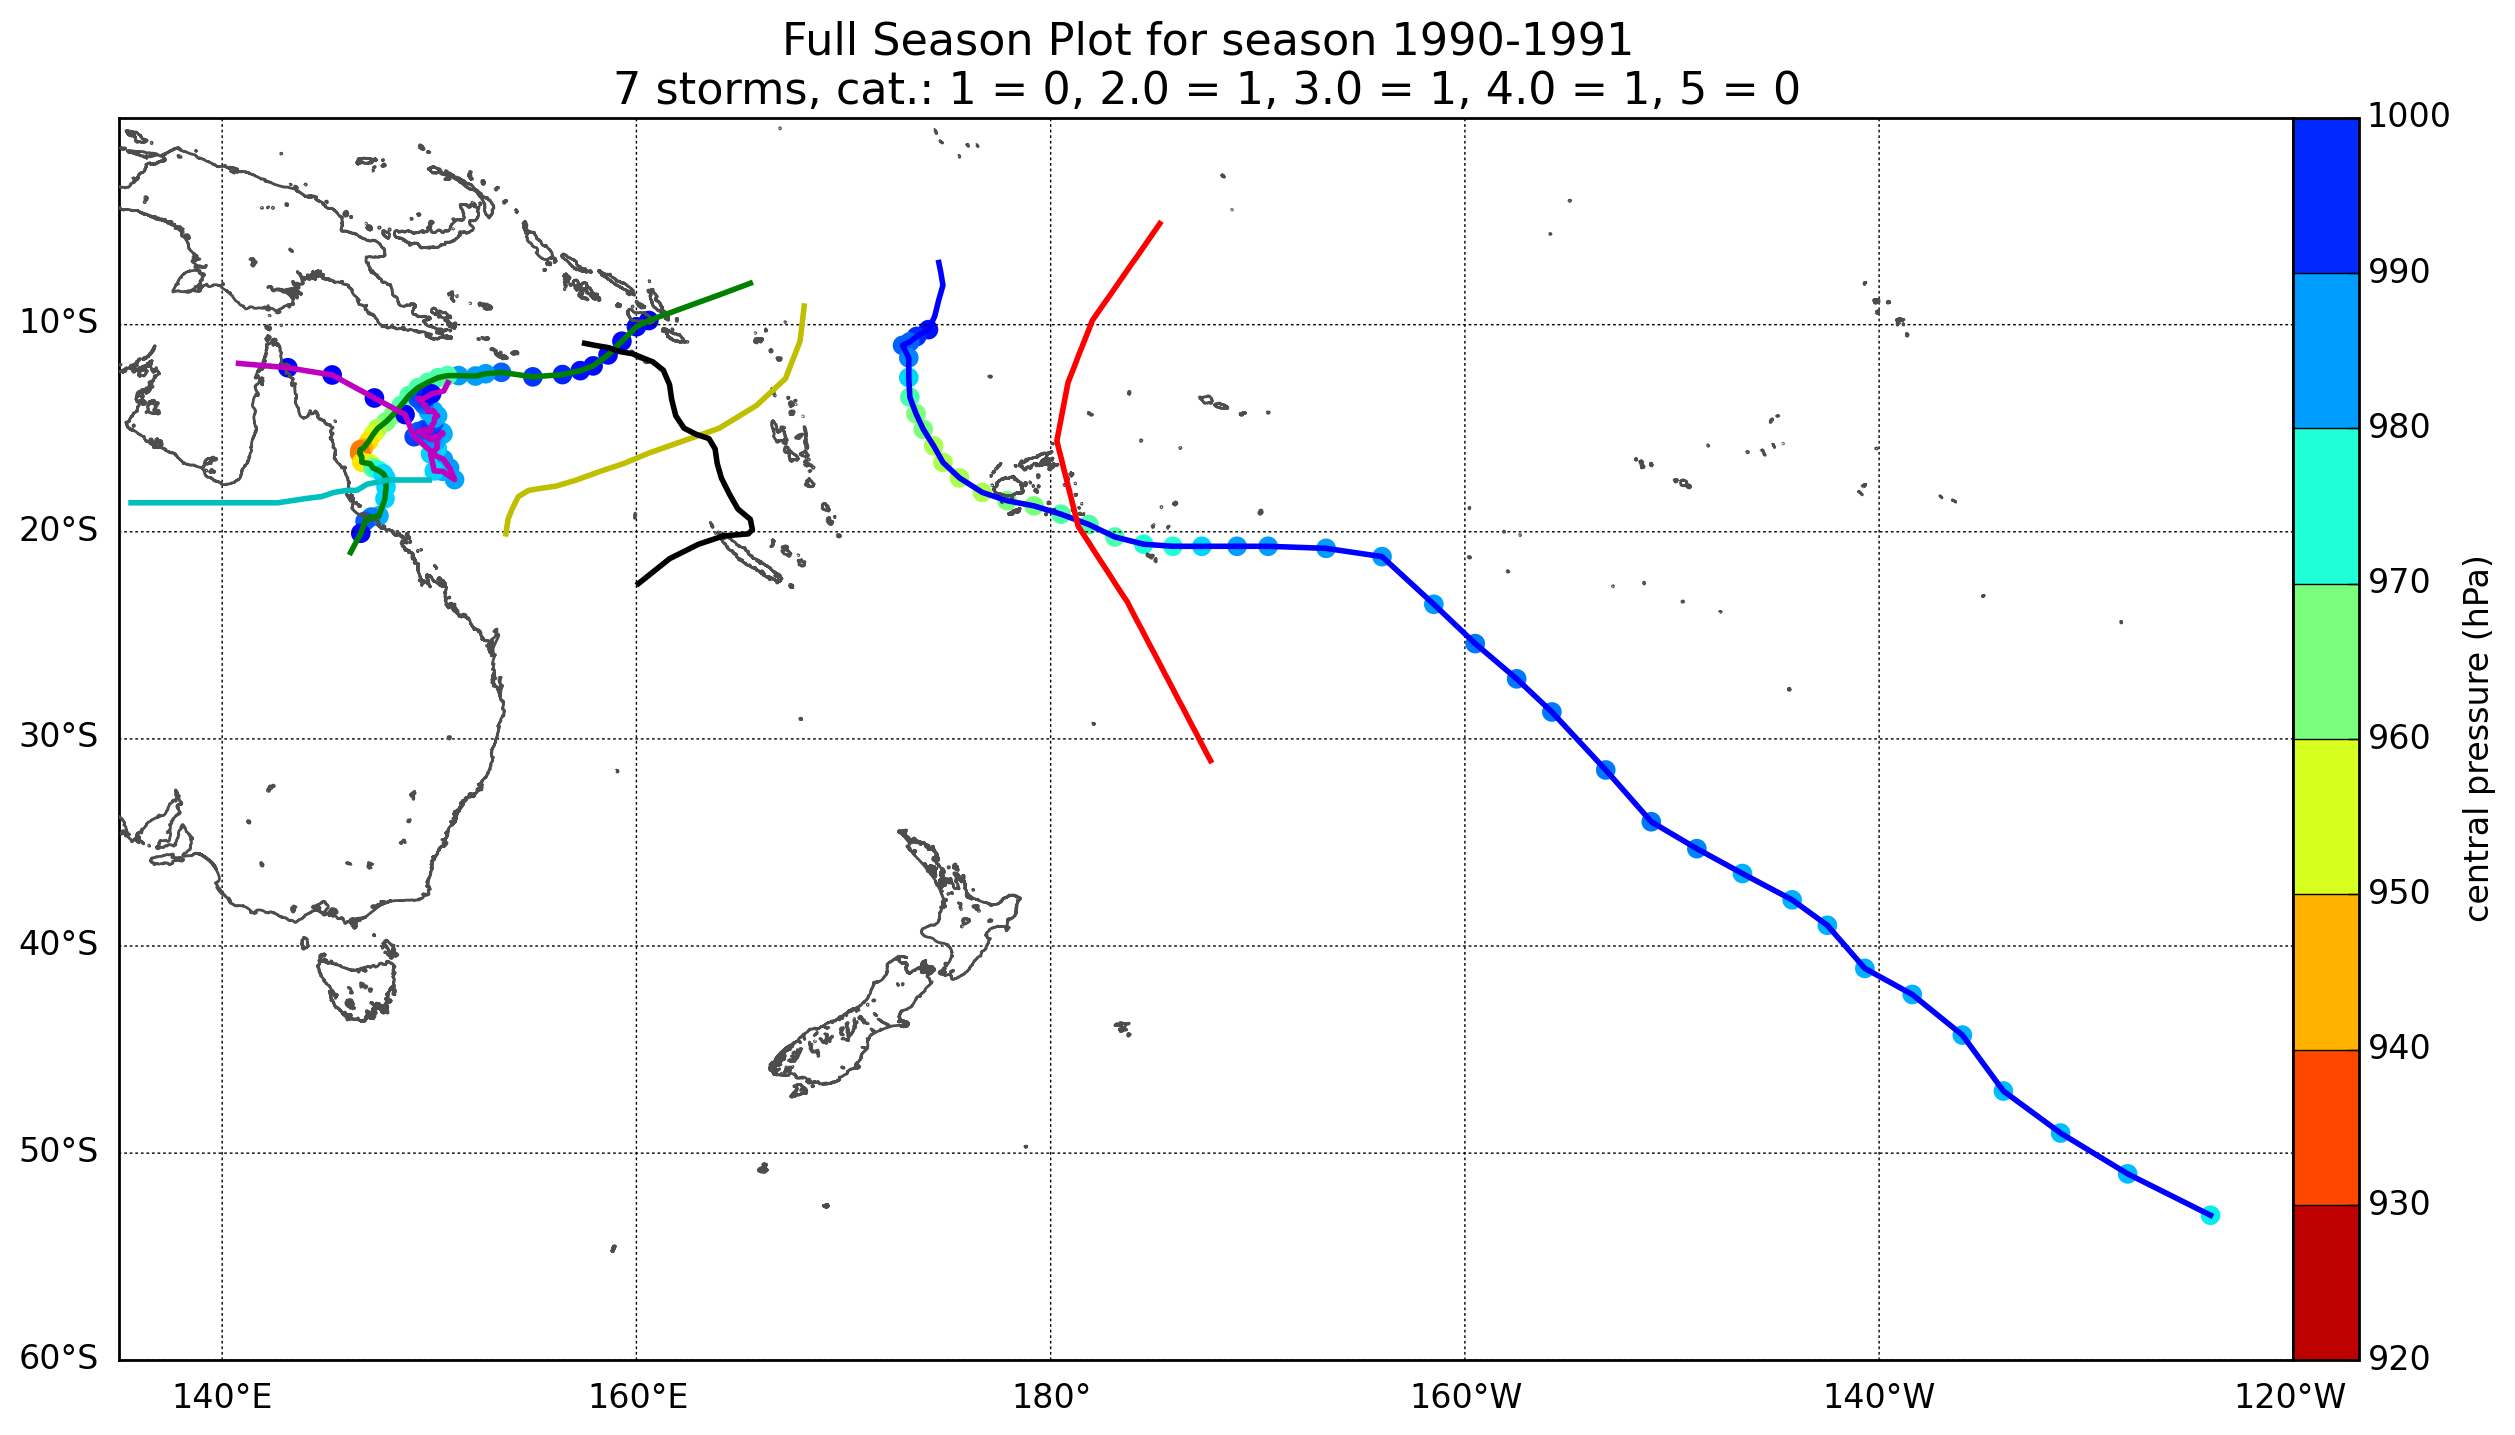 Full Season Plot for season 1990-1991
7 storms, cat.: 1 = 0, 2.0 = 1, 3.0 = 1, 4.0 = 1, 5 = 0
10°S
20°S
30°S
40°S
50°S
60°S
140°E
160°E
180°
160°W
140°W
120°W
1000
990
980
970
960
950
940
930
920
central pressure (hPa)